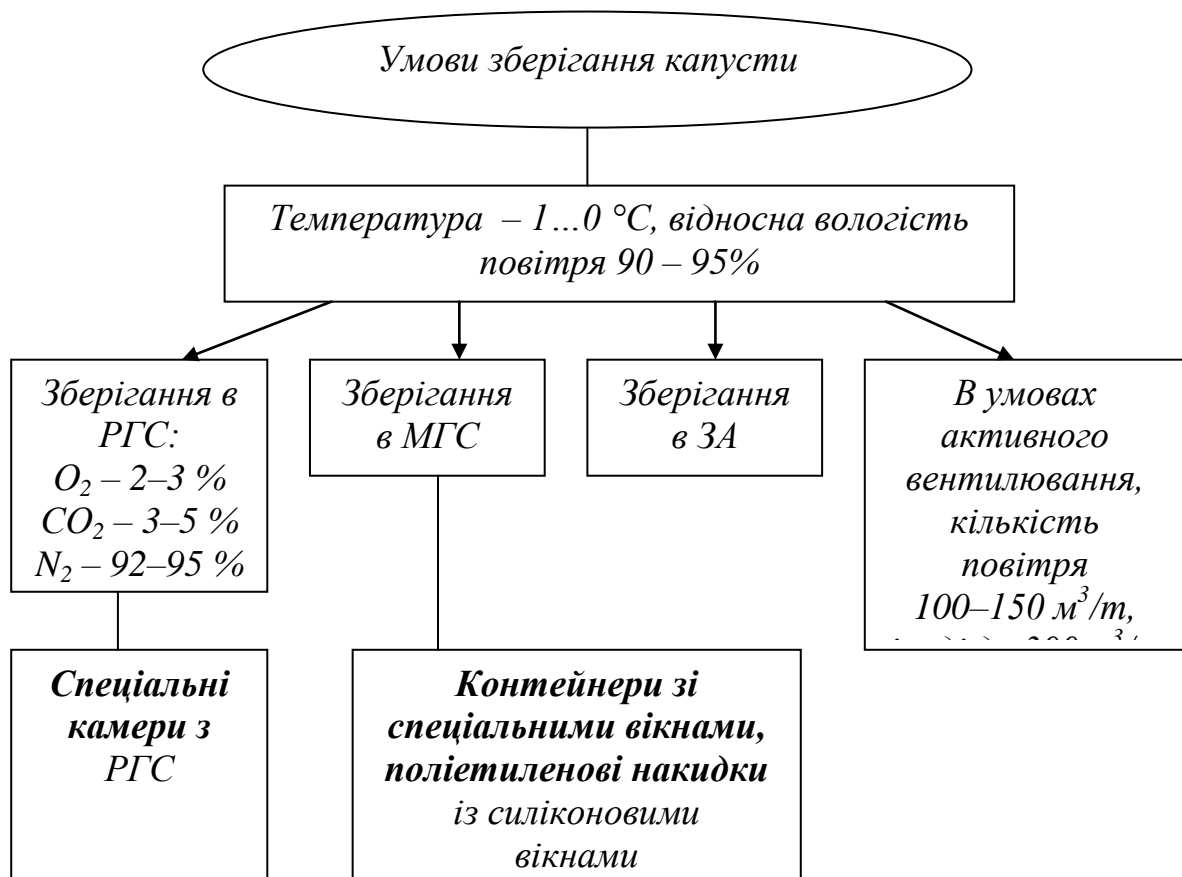 Умови зберігання капусти
Температура – 1…0 °С, відносна вологість
повітря 90 – 95%
Зберігання в
РГС:
O₂ – 2–3 %
CO₂ – 3–5 %
N₂ – 92–95 %
Зберігання
в МГС
Зберігання
в ЗА
В умовах
активного
вентилювання,
кількість
повітря
100–150 м³/т,
Спеціальні
камери з
РГС
Контейнери зі
спеціальними вікнами,
поліетиленові накидки
із силіконовими
вікнами